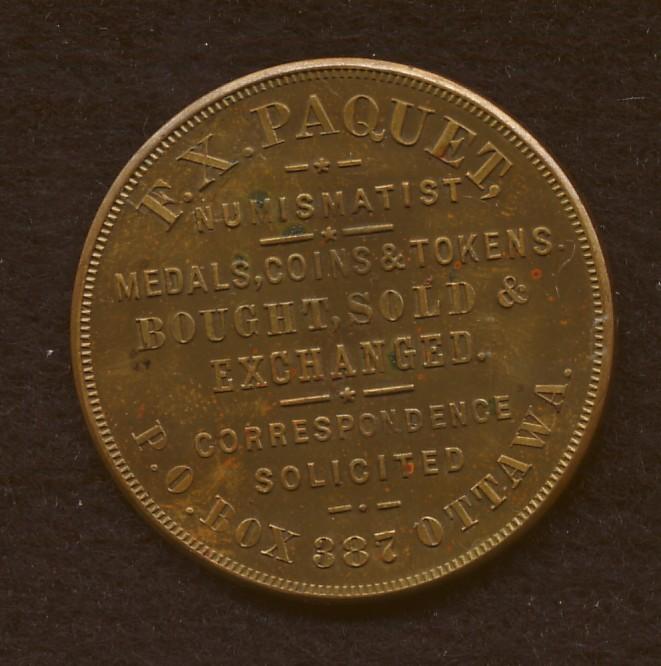 F. X. PAQUET,
NUMISMATIST
MEDALS, COINS & TOKENS.
BOUGHT, SOLD &
EXCHANGED.
CORRESPONDENCE
SOLICITED
P.O. BOX 387 OTTAWA.